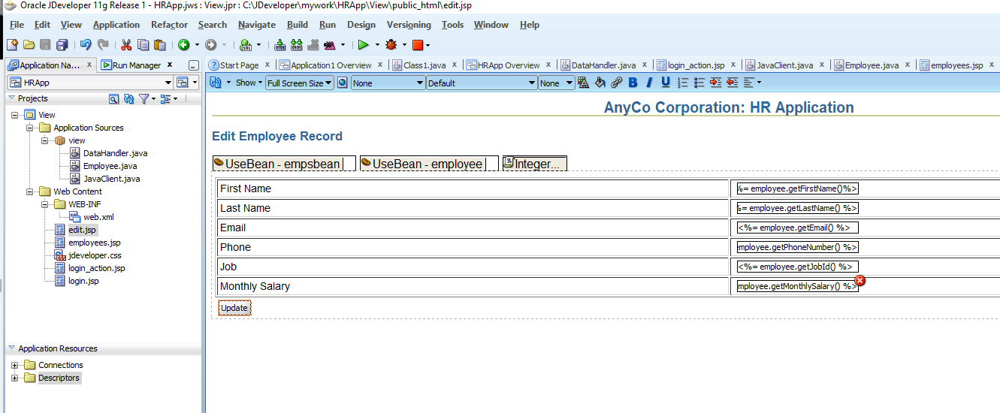 Oracle JDeveloper 11g Release 1 - HRApp.jws : View.jpr : C:\JDeveloper\mywork\HRApp\View\public_html\edit.jsp
File Edit View Application Refactor Search Navigate Build Run Design Versioning Tools Window Help
Application Na... x Run Manager x
Start Page x Application1 Overview x Class1.java x HRApp Overview x DataHandler.java x login_action.jsp x JavaClient.java x Employee.java x employees.jsp x
HRApp
Show Full Screen Size None Default None B I U
Projects
View
Application Sources
view
DataHandler.java
Employee.java
JavaClient.java
Web Content
WEB-INF
web.xml
edit.jsp
employees.jsp
jdeveloper.css
login_action.jsp
login.jsp
Application Resources
Connections
Descriptors
AnyCo Corporation: HR Application
Edit Employee Record
UseBean - empsbean UseBean - employee Integer...
First Name %= employee.getFirstName()%>
Last Name %= employee.getLastName() %>
Email <%= employee.getEmail() %>
Phone mployee.getPhoneNumber() %>
Job <%= employee.getJobId() %>
Monthly Salary mployee.getMonthlySalary() %>
Update